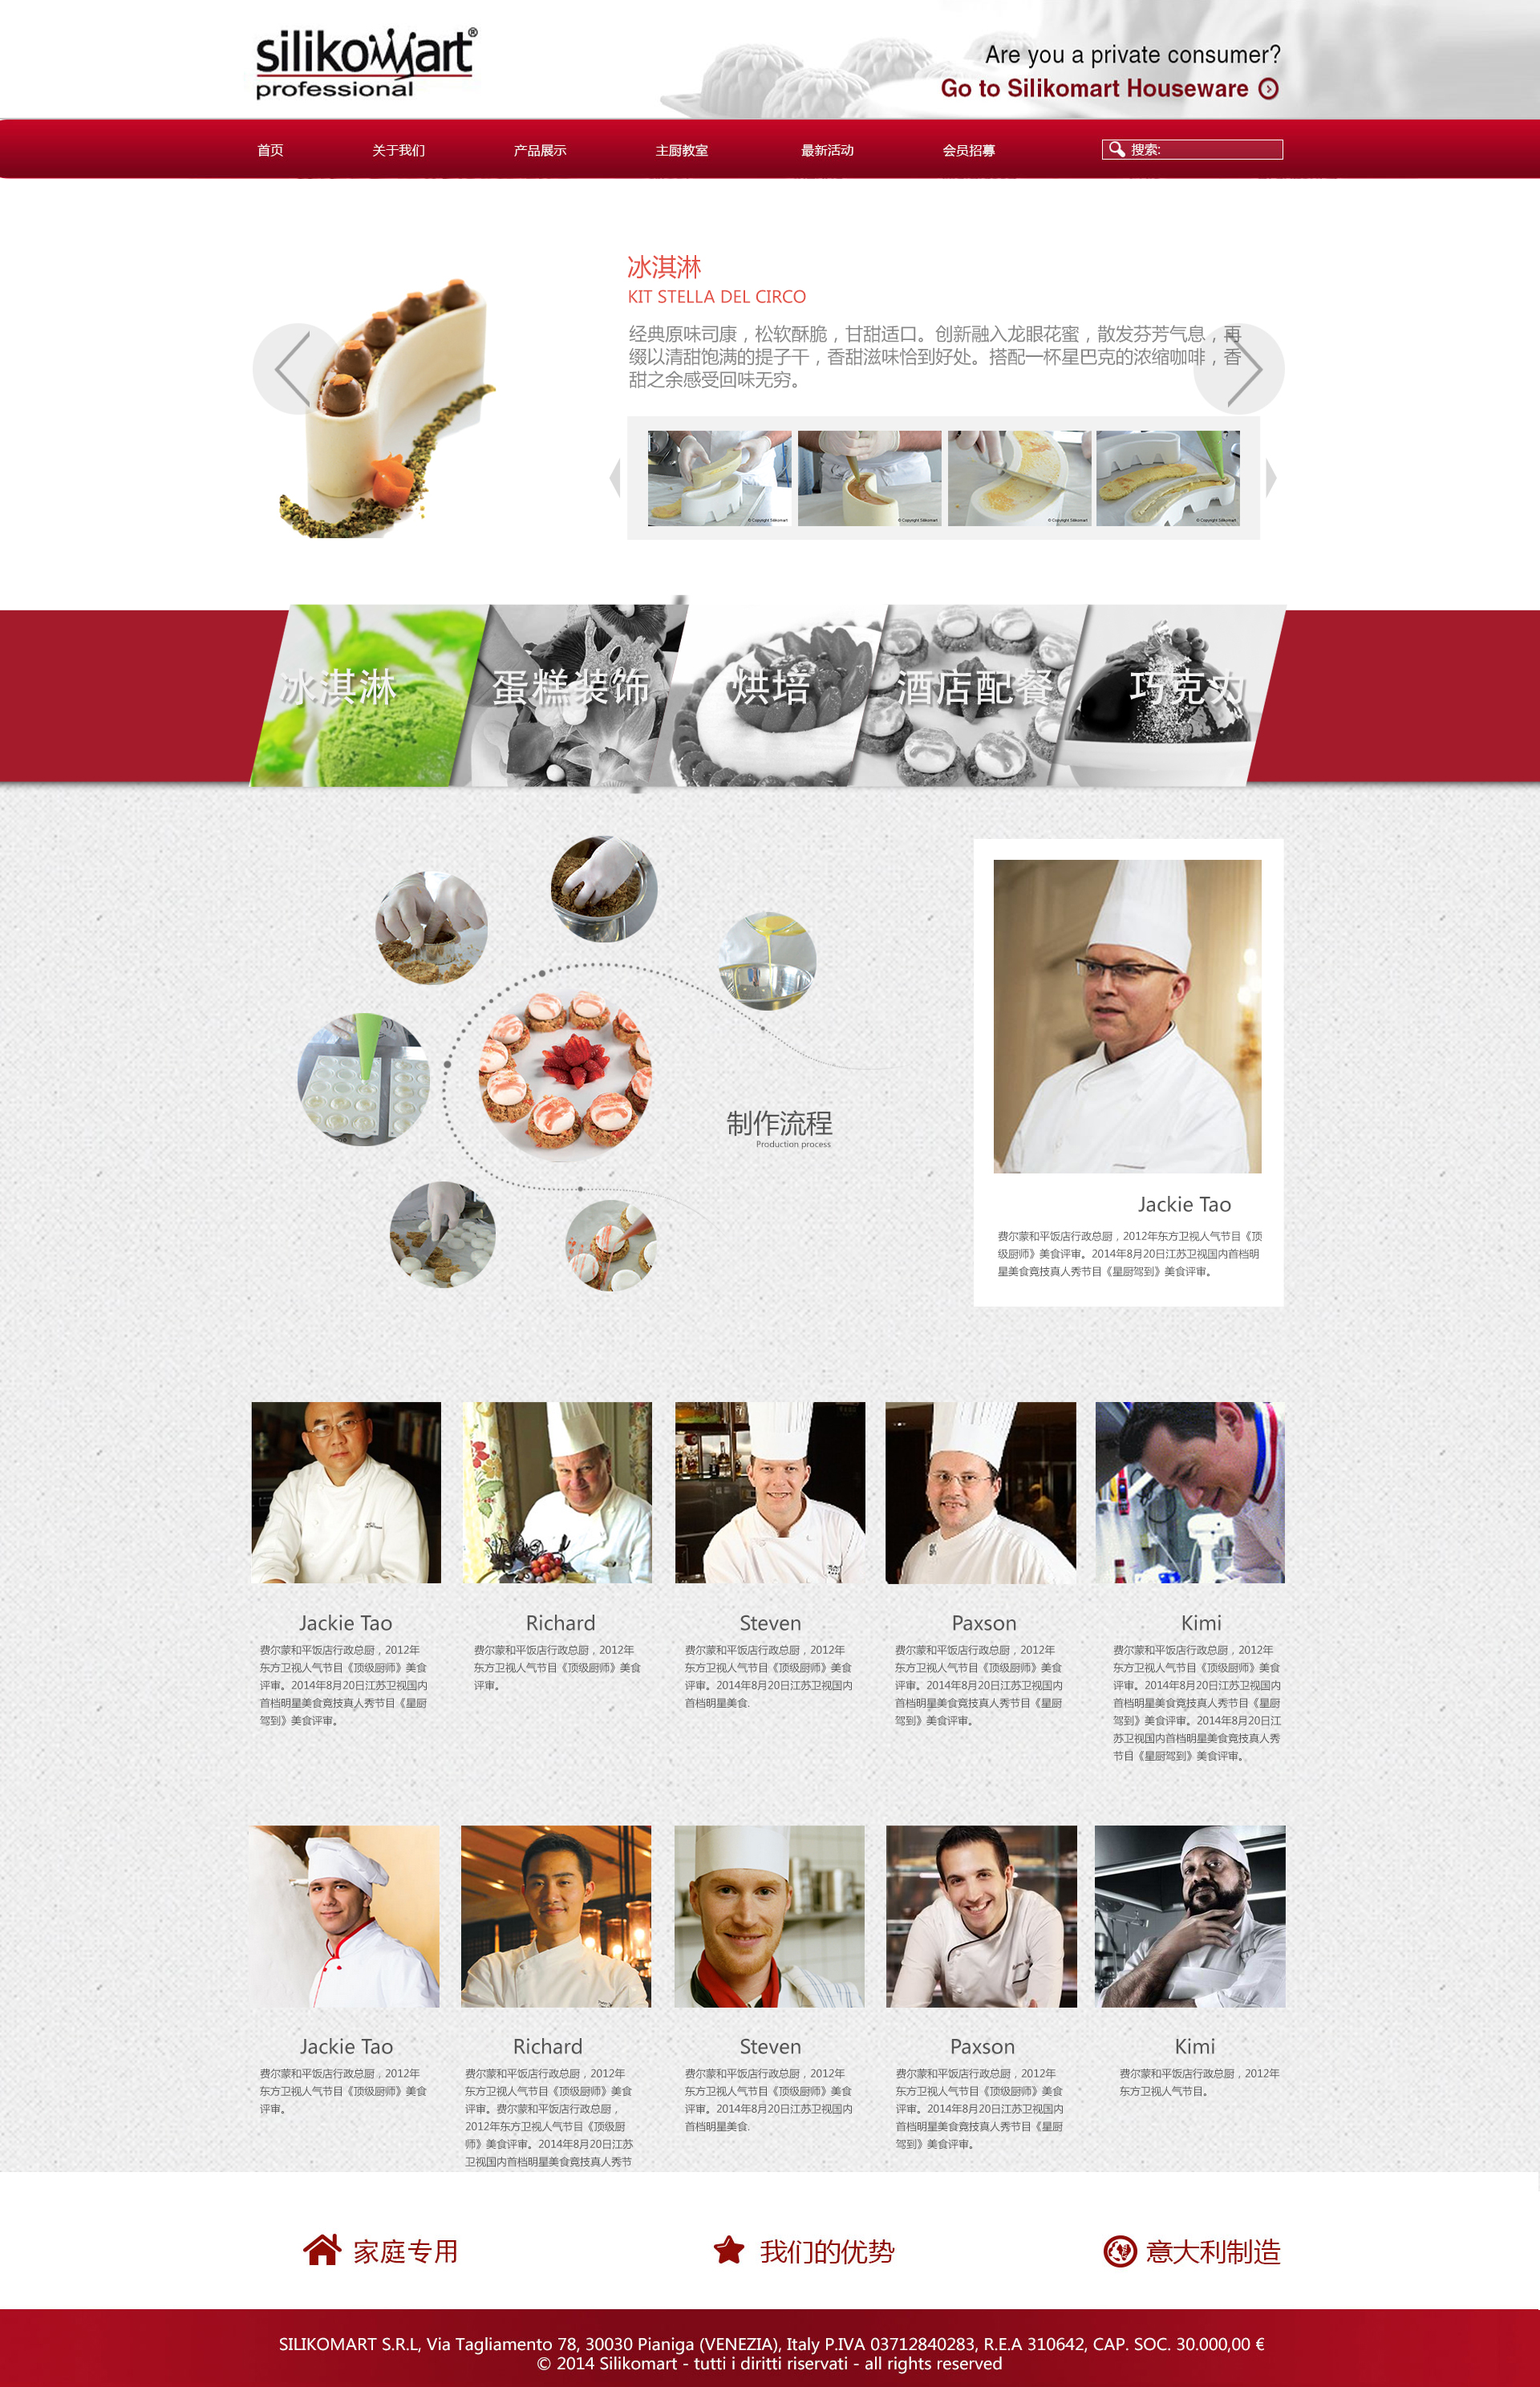 silikomart®
professional
Are you a private consumer?
Go to Silikomart Houseware
首页 关于我们 产品展示 主厨教室 最新活动 会员招募 搜索:
冰淇淋
KIT STELLA DEL CIRCO
经典原味司康，松软酥脆，甘甜适口。创新融入龙眼花蜜，散发芬芳气息，再
缀以清甜饱满的提子干，香甜滋味恰到好处。搭配一杯星巴克的浓缩咖啡，香
甜之余感受回味无穷。
© Copyright Silikomart © Copyright Silikomart © Copyright Silikomart © Copyright Silikomart
冰淇淋 蛋糕装饰 烘培 酒店配餐 巧克力
制作流程
Production process
Jackie Tao
费尔蒙和平饭店行政总厨，2012年东方卫视人气节目《顶
级厨师》美食评审。2014年8月20日江苏卫视国内首档明
星美食竞技真人秀节目《星厨驾到》美食评审。
Jackie Tao
费尔蒙和平饭店行政总厨，2012年
东方卫视人气节目《顶级厨师》美食
评审。2014年8月20日江苏卫视国内
首档明星美食竞技真人秀节目《星厨
驾到》美食评审。
Richard
费尔蒙和平饭店行政总厨，2012年
东方卫视人气节目《顶级厨师》美食
评审。
Steven
费尔蒙和平饭店行政总厨，2012年
东方卫视人气节目《顶级厨师》美食
评审。2014年8月20日江苏卫视国内
首档明星美食.
Paxson
费尔蒙和平饭店行政总厨，2012年
东方卫视人气节目《顶级厨师》美食
评审。2014年8月20日江苏卫视国内
首档明星美食竞技真人秀节目《星厨
驾到》美食评审。
Kimi
费尔蒙和平饭店行政总厨，2012年
东方卫视人气节目《顶级厨师》美食
评审。2014年8月20日江苏卫视国内
首档明星美食竞技真人秀节目《星厨
驾到》美食评审。2014年8月20日江
苏卫视国内首档明星美食竞技真人秀
节目《星厨驾到》美食评审。
Jackie Tao
费尔蒙和平饭店行政总厨，2012年
东方卫视人气节目《顶级厨师》美食
评审。
Richard
费尔蒙和平饭店行政总厨，2012年
东方卫视人气节目《顶级厨师》美食
评审。费尔蒙和平饭店行政总厨，
2012年东方卫视人气节目《顶级厨
师》美食评审。2014年8月20日江苏
卫视国内首档明星美食竞技真人秀节
Steven
费尔蒙和平饭店行政总厨，2012年
东方卫视人气节目《顶级厨师》美食
评审。2014年8月20日江苏卫视国内
首档明星美食.
Paxson
费尔蒙和平饭店行政总厨，2012年
东方卫视人气节目《顶级厨师》美食
评审。2014年8月20日江苏卫视国内
首档明星美食竞技真人秀节目《星厨
驾到》美食评审。
Kimi
费尔蒙和平饭店行政总厨，2012年
东方卫视人气节目。
家庭专用 我们的优势 意大利制造
SILIKOMART S.R.L, Via Tagliamento 78, 30030 Pianiga (VENEZIA), Italy P.IVA 03712840283, R.E.A 310642, CAP. SOC. 30.000,00 €
© 2014 Silikomart - tutti i diritti riservati - all rights reserved